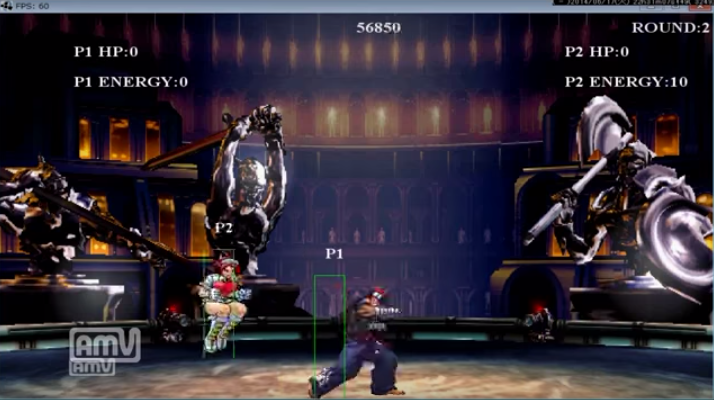 FPS: 60
56850
ROUND:2
P1 HP:0
P2 HP:0
P1 ENERGY:0
P2 ENERGY:10
P2
P1
AMV
AMV